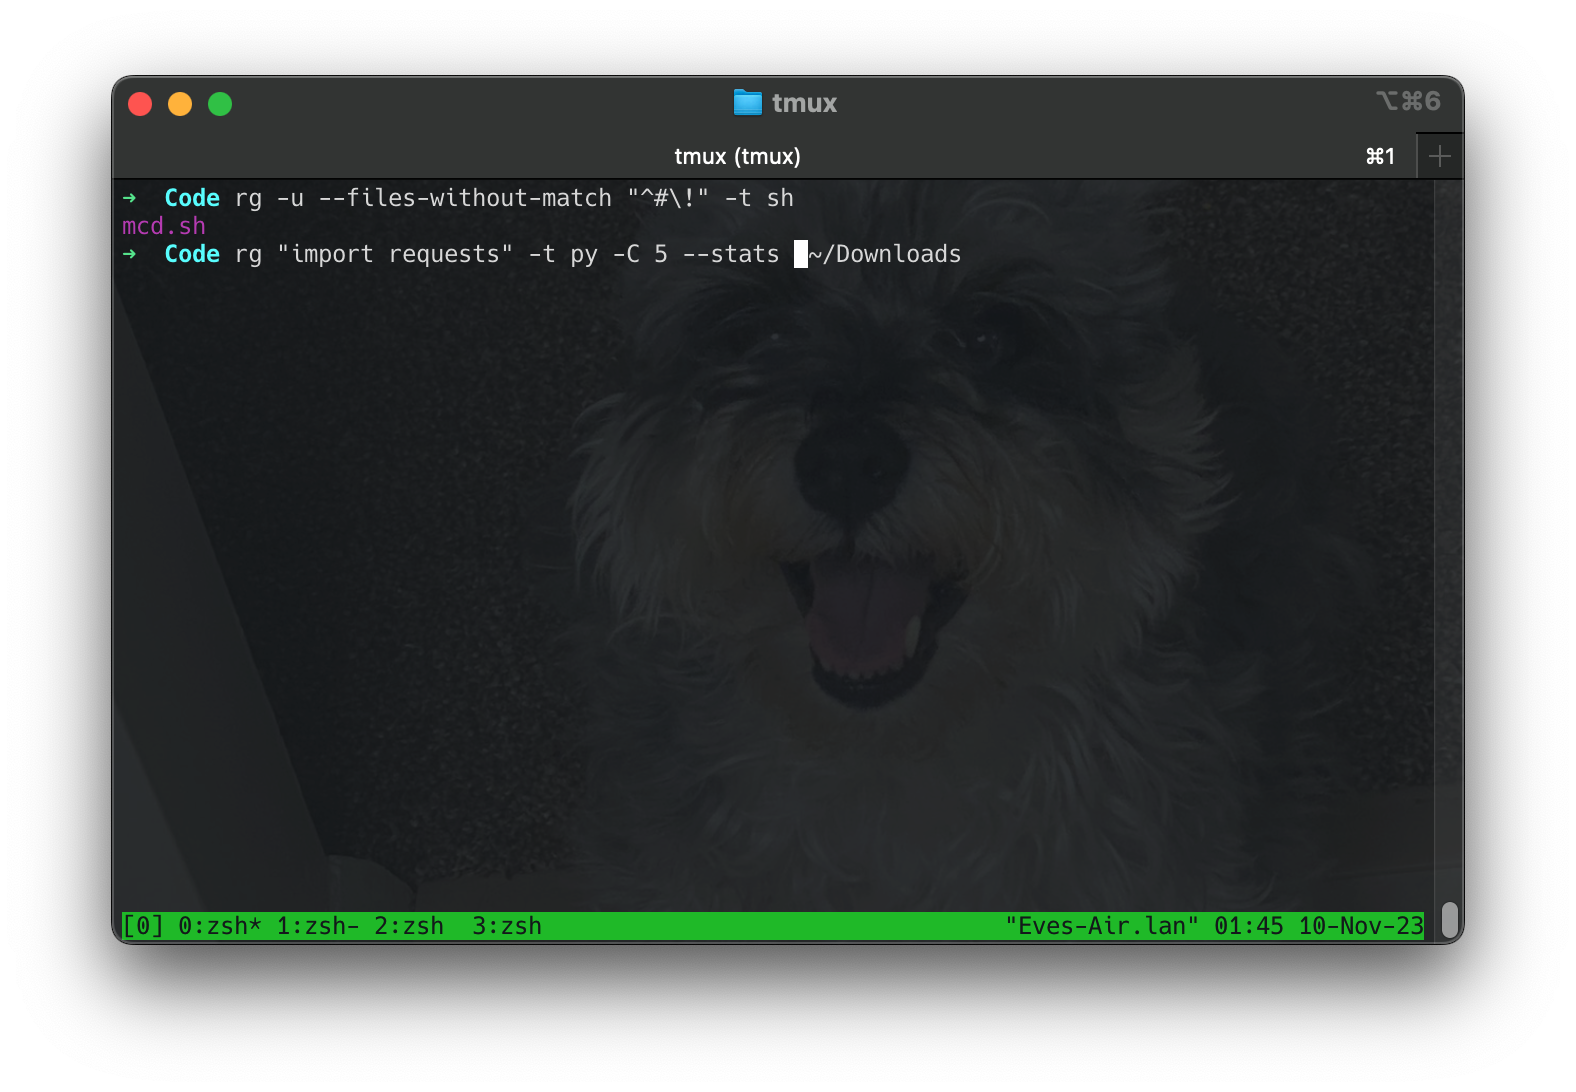 tmux
⌥⌘6
tmux (tmux)
⌘1
➜  Code rg -u --files-without-match "^#\!" -t sh
mcd.sh
➜  Code rg "import requests" -t py -C 5 --stats ~/Downloads
[0] 0:zsh* 1:zsh- 2:zsh  3:zsh
"Eves-Air.lan" 01:45 10-Nov-23